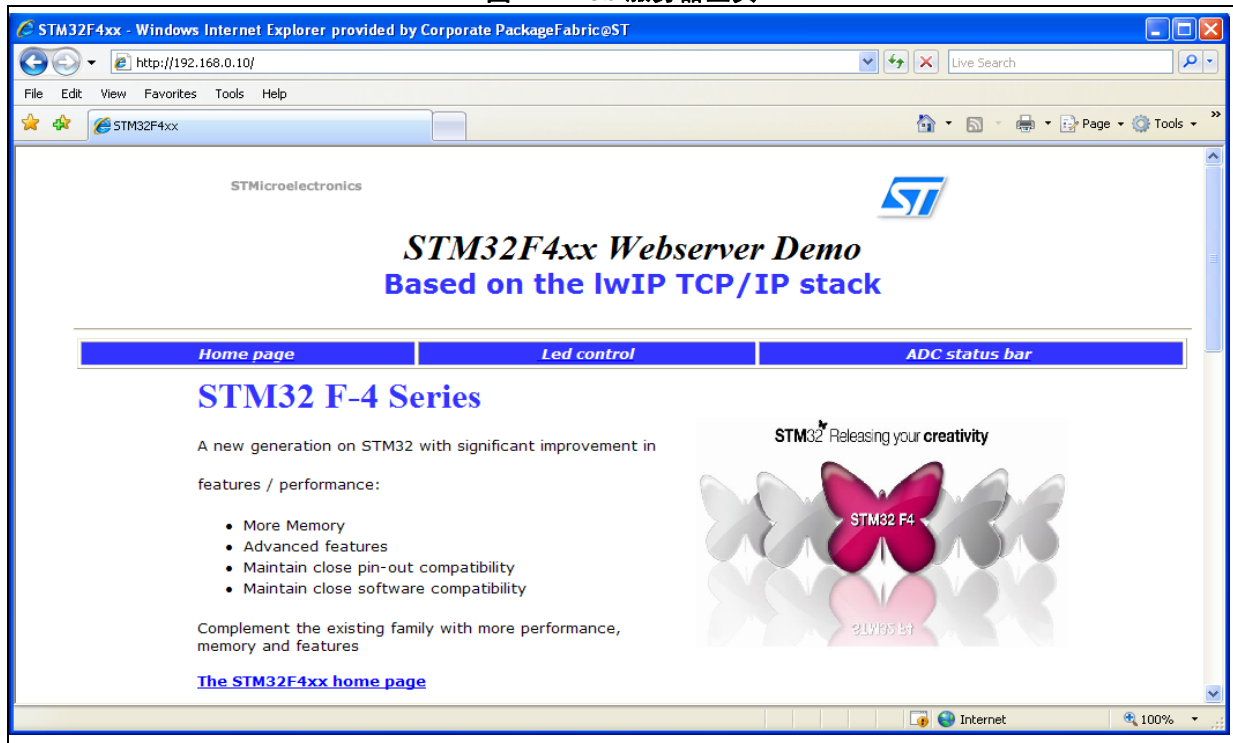 STM32F4xx - Windows Internet Explorer provided by Corporate PackageFabric@ST
http://192.168.0.10/
Live Search
File Edit View Favorites Tools Help
STM32F4xx
Page
Tools
STMicroelectronics
ST
STM32F4xx Webserver Demo
Based on the lwIP TCP/IP stack
Home page
Led control
ADC status bar
STM32 F-4 Series
A new generation on STM32 with significant improvement in
features / performance:
• More Memory
• Advanced features
• Maintain close pin-out compatibility
• Maintain close software compatibility
Complement the existing family with more performance,
memory and features
The STM32F4xx home page
STM32 Releasing your creativity
STM32 F4
Internet
100%